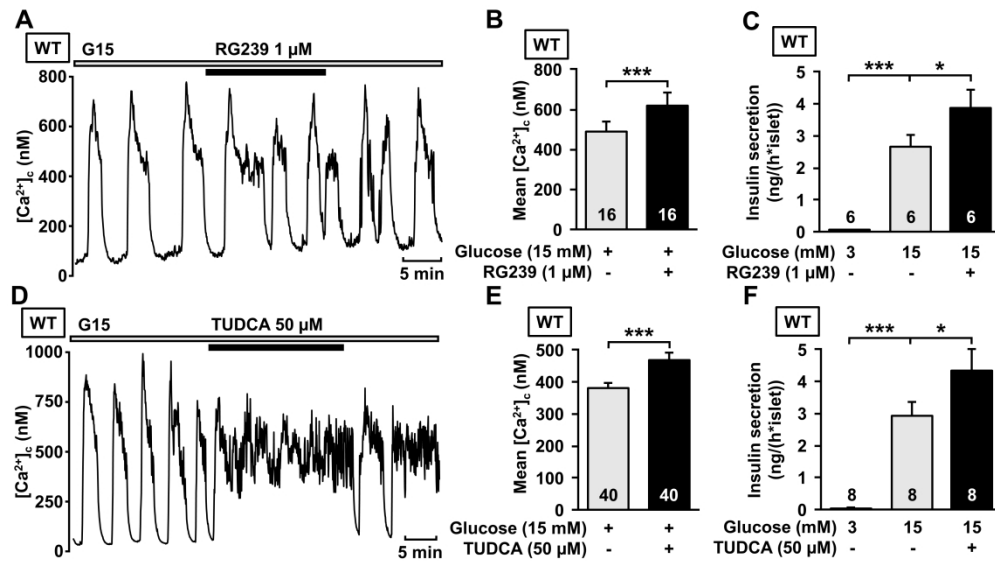 A
WT
G15
RG239 1 µM
800
600
400
200
0
[Ca²⁺]c (nM)
5 min
B
WT
***
800
600
400
200
0
Mean [Ca²⁺]c (nM)
16
16
Glucose (15 mM) + +
RG239 (1 µM) - +
C
WT
*** *
5
4
3
2
1
0
Insulin secretion
(ng/(h*islet)
6
6
6
Glucose (mM) 3 15 15
RG239 (1 µM) - - +
D
WT
G15
TUDCA 50 µM
1000
750
500
250
0
[Ca²⁺]c (nM)
5 min
E
WT
***
500
400
300
200
100
0
Mean [Ca²⁺]c (nM)
40
40
Glucose (15 mM) + +
TUDCA (50 µM) - +
F
WT
*** *
5
4
3
2
1
0
Insulin secretion
(ng/(h*islet)
8
8
8
Glucose (mM) 3 15 15
TUDCA (50 µM) - - +